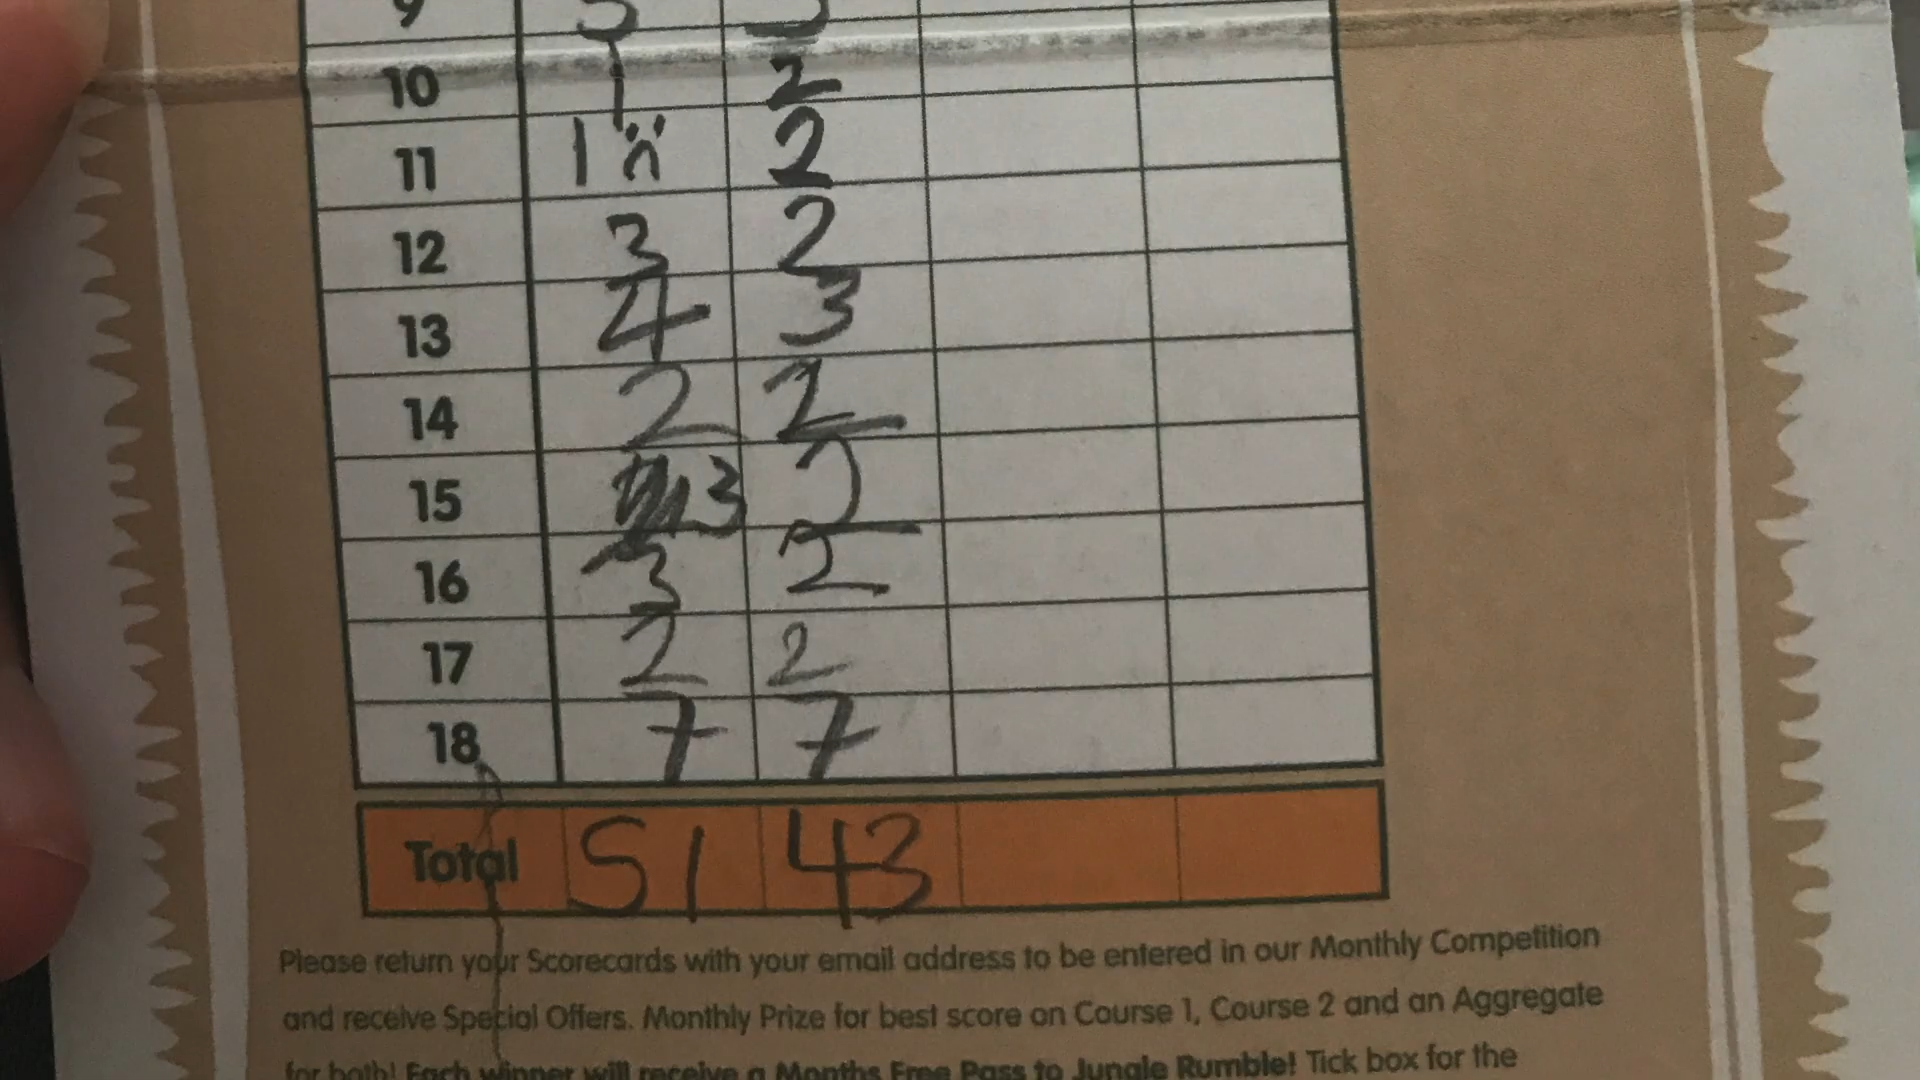 9 5 3
10 1 2
11 1 2
12 3 2
13 4 3
14 2 2
15 3 2
16 3 2
17 2 2
18 7 7
Total 51 43
Please return your Scorecards with your email address to be entered in our Monthly Competition
and receive Special Offers. Monthly Prize for best score on Course 1, Course 2 and an Aggregate
for both! Each winner will receive a Months Free Pass to Jungle Rumble! Tick box for the